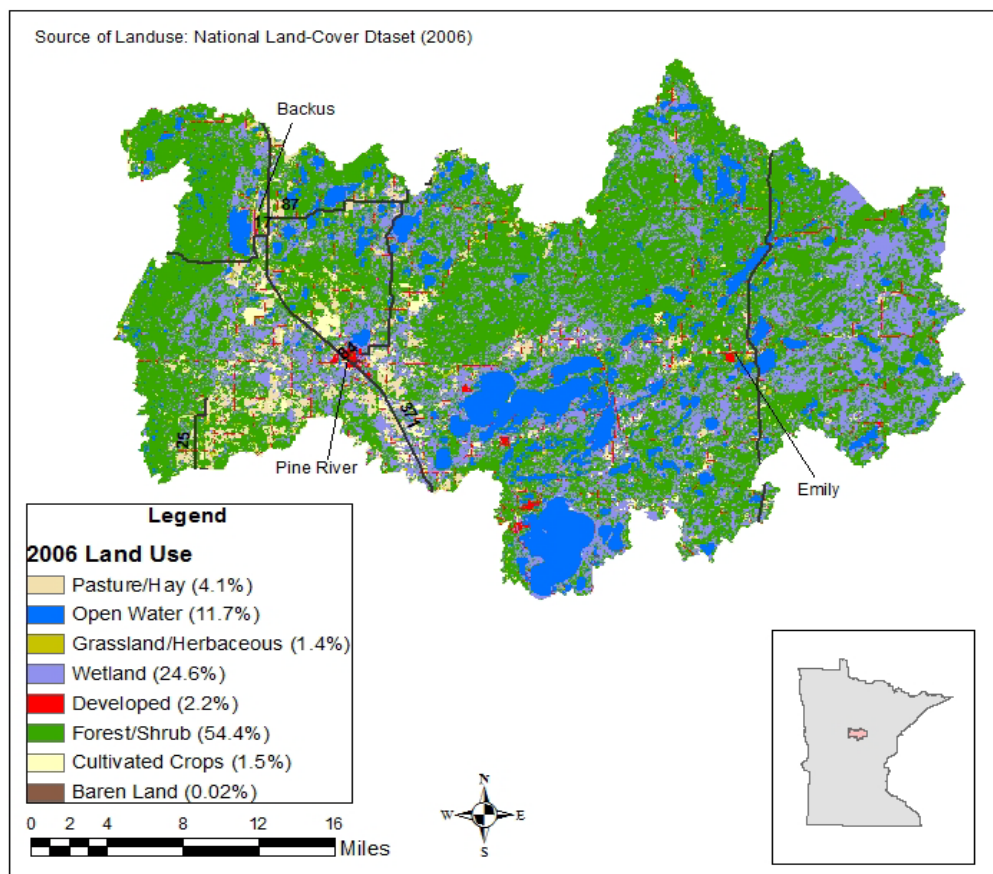 Source of Landuse: National Land-Cover Dtaset (2006)
Backus
87
84
371
25
Pine River
Emily
Legend
2006 Land Use
Pasture/Hay (4.1%)
Open Water (11.7%)
Grassland/Herbaceous (1.4%)
Wetland (24.6%)
Developed (2.2%)
Forest/Shrub (54.4%)
Cultivated Crops (1.5%)
Baren Land (0.02%)
0 2 4 8 12 16
Miles
N
W E
S